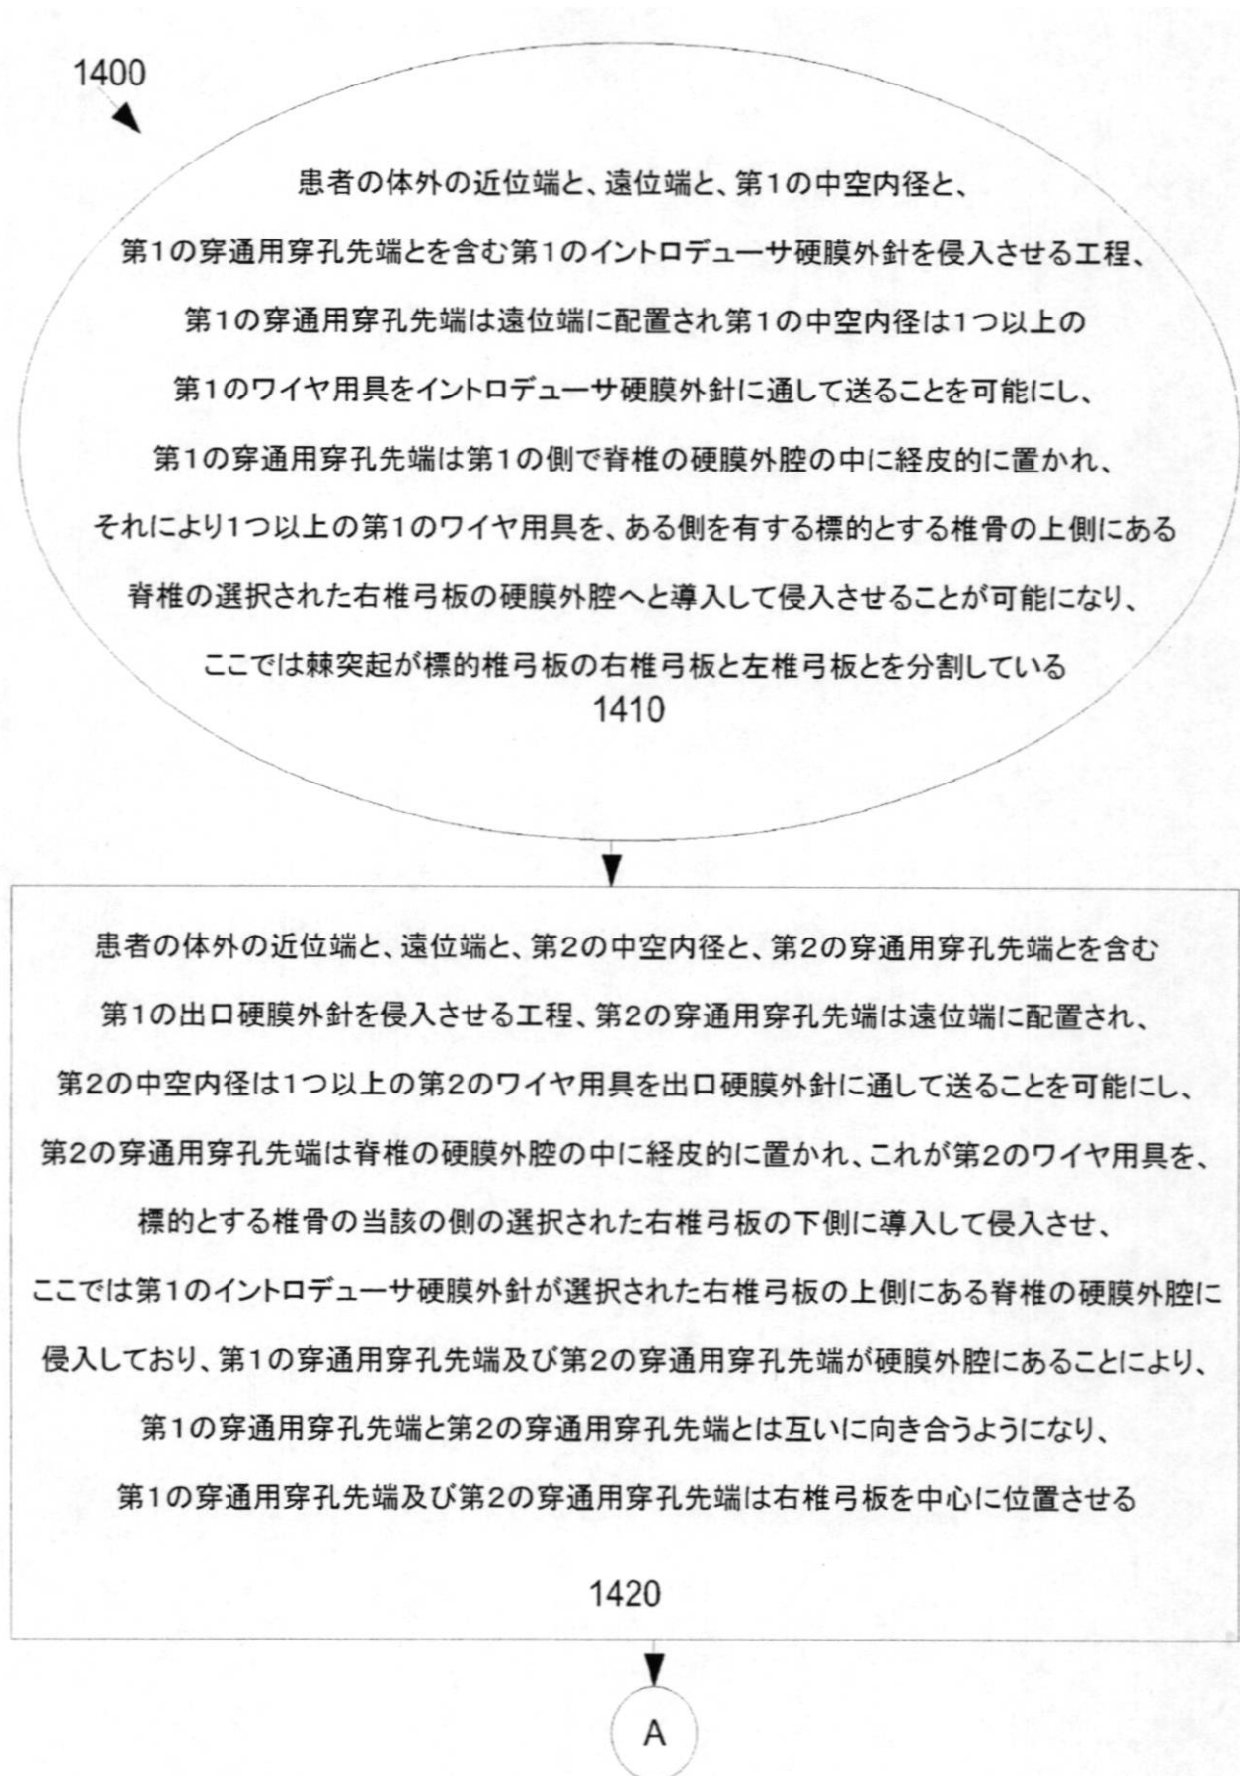 1400
患者の体外の近位端と、遠位端と、第1の中空内径と、
第1の穿通用穿孔先端とを含む第1のイントロデューサ硬膜外針を侵入させる工程、
第1の穿通用穿孔先端は遠位端に配置され第1の中空内径は1つ以上の
第1のワイヤ用具をイントロデューサ硬膜外針に通して送ることを可能にし、
第1の穿通用穿孔先端は第1の側で脊椎の硬膜外腔の中に経皮的に置かれ、
それにより1つ以上の第1のワイヤ用具を、ある側を有する標的とする椎骨の上側にある
脊椎の選択された右椎弓板の硬膜外腔へと導入して侵入させることが可能になり、
ここでは棘突起が標的椎弓板の右椎弓板と左椎弓板とを分割している
1410
患者の体外の近位端と、遠位端と、第2の中空内径と、第2の穿通用穿孔先端とを含む
第1の出口硬膜外針を侵入させる工程、第2の穿通用穿孔先端は遠位端に配置され、
第2の中空内径は1つ以上の第2のワイヤ用具を出口硬膜外針に通して送ることを可能にし、
第2の穿通用穿孔先端は脊椎の硬膜外腔の中に経皮的に置かれ、これが第2のワイヤ用具を、
標的とする椎骨の当該の側の選択された右椎弓板の下側に導入して侵入させ、
ここでは第1のイントロデューサ硬膜外針が選択された右椎弓板の上側にある脊椎の硬膜外腔に
侵入しており、第1の穿通用穿孔先端及び第2の穿通用穿孔先端が硬膜外腔にあることにより、
第1の穿通用穿孔先端と第2の穿通用穿孔先端とは互いに向き合うようになり、
第1の穿通用穿孔先端及び第2の穿通用穿孔先端は右椎弓板を中心に位置させる
1420
A